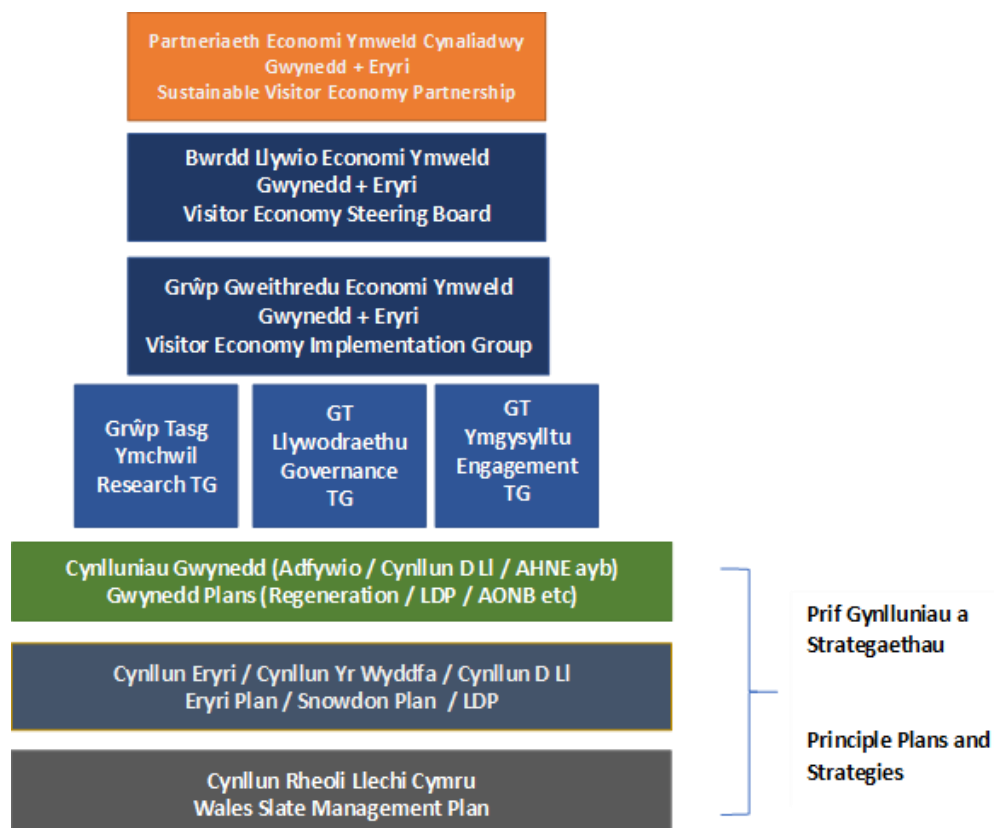 Partneriaeth Economi Ymweld Cynaliadwy
Gwynedd + Eryri
Sustainable Visitor Economy Partnership
Bwrdd Llywio Economi Ymweld
Gwynedd + Eryri
Visitor Economy Steering Board
Grŵp Gweithredu Economi Ymweld
Gwynedd + Eryri
Visitor Economy Implementation Group
Grŵp Tasg
Ymchwil
Research TG
GT
Llywodraethu
Governance
TG
GT
Ymgysylltu
Engagement
TG
Cynlluniau Gwynedd (Adfywio / Cynllun D Ll / AHNE ayb)
Gwynedd Plans (Regeneration / LDP / AONB etc)
Cynllun Eryri / Cynllun Yr Wyddfa / Cynllun D Ll
Eryri Plan / Snowdon Plan / LDP
Cynllun Rheoli Llechi Cymru
Wales Slate Management Plan
Prif Gynlluniau a
Strategaethau
Principle Plans and
Strategies